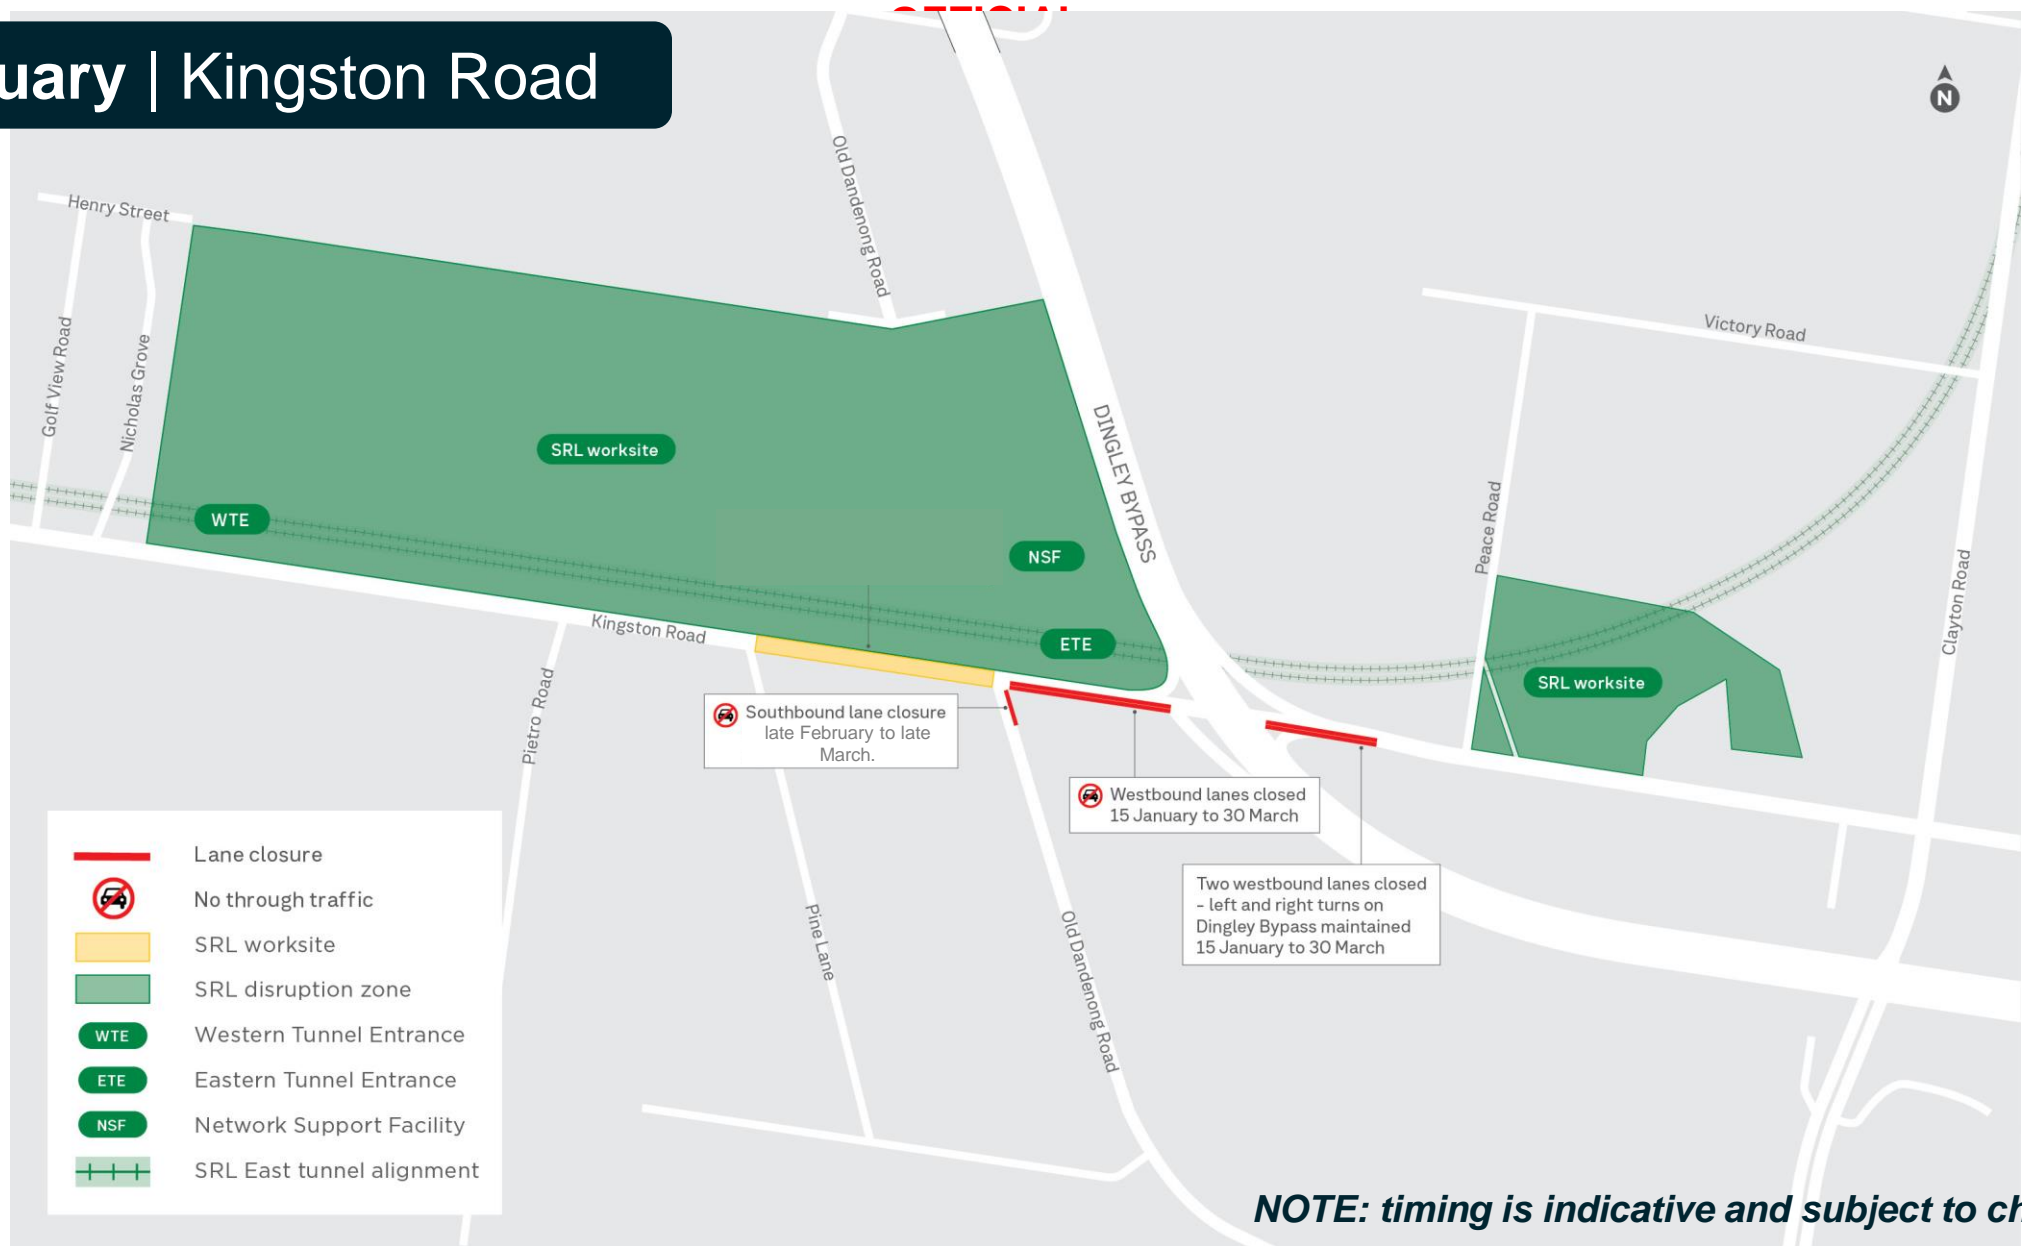 OFFICIAL
uary | Kingston Road
N
Henry Street
Golf View Road
Nicholas Grove
Old Dandenong Road
DINGLEY BYPASS
Victory Road
Peace Road
Clayton Road
SRL worksite
WTE
NSF
ETE
SRL worksite
Kingston Road
Pietro Road
Pine Lane
Old Dandenong Road
Southbound lane closure
late February to late
March.
Westbound lanes closed
15 January to 30 March
Two westbound lanes closed
- left and right turns on
Dingley Bypass maintained
15 January to 30 March
Lane closure
No through traffic
SRL worksite
SRL disruption zone
WTE Western Tunnel Entrance
ETE Eastern Tunnel Entrance
NSF Network Support Facility
SRL East tunnel alignment
NOTE: timing is indicative and subject to ch